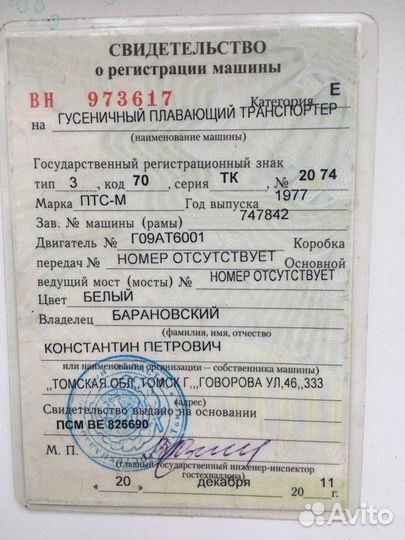 СВИДЕТЕЛЬСТВО
о регистрации машины
ВН 973617 Категория Е
на ГУСЕНИЧНЫЙ ПЛАВАЮЩИЙ ТРАНСПОРТЕР
(наименование машины)
Государственный регистрационный знак
тип 3, код 70, серия ТК, № 20 74
Марка ПТС-М Год выпуска 1977
Зав. № машины (рамы) 747842
Двигатель № Г09АТ6001 Коробка
передач № НОМЕР ОТСУТСТВУЕТ Основной
ведущий мост (мосты) № НОМЕР ОТСУТСТВУЕТ
Цвет БЕЛЫЙ
Владелец БАРАНОВСКИЙ
(фамилия, имя, отчество
КОНСТАНТИН ПЕТРОВИЧ
или наименование организации – собственника машины)
,,ТОМСКАЯ ОБЛ,,ТОМСК Г,,,ГОВОРОВА УЛ,46,,333
(адрес)
Свидетельство выдано на основании
ПСМ ВЕ 826690
М. П.
(главный государственный инженер-инспектор
гостехнадзора)
« 20 » декабря 20 11 г.
Avito